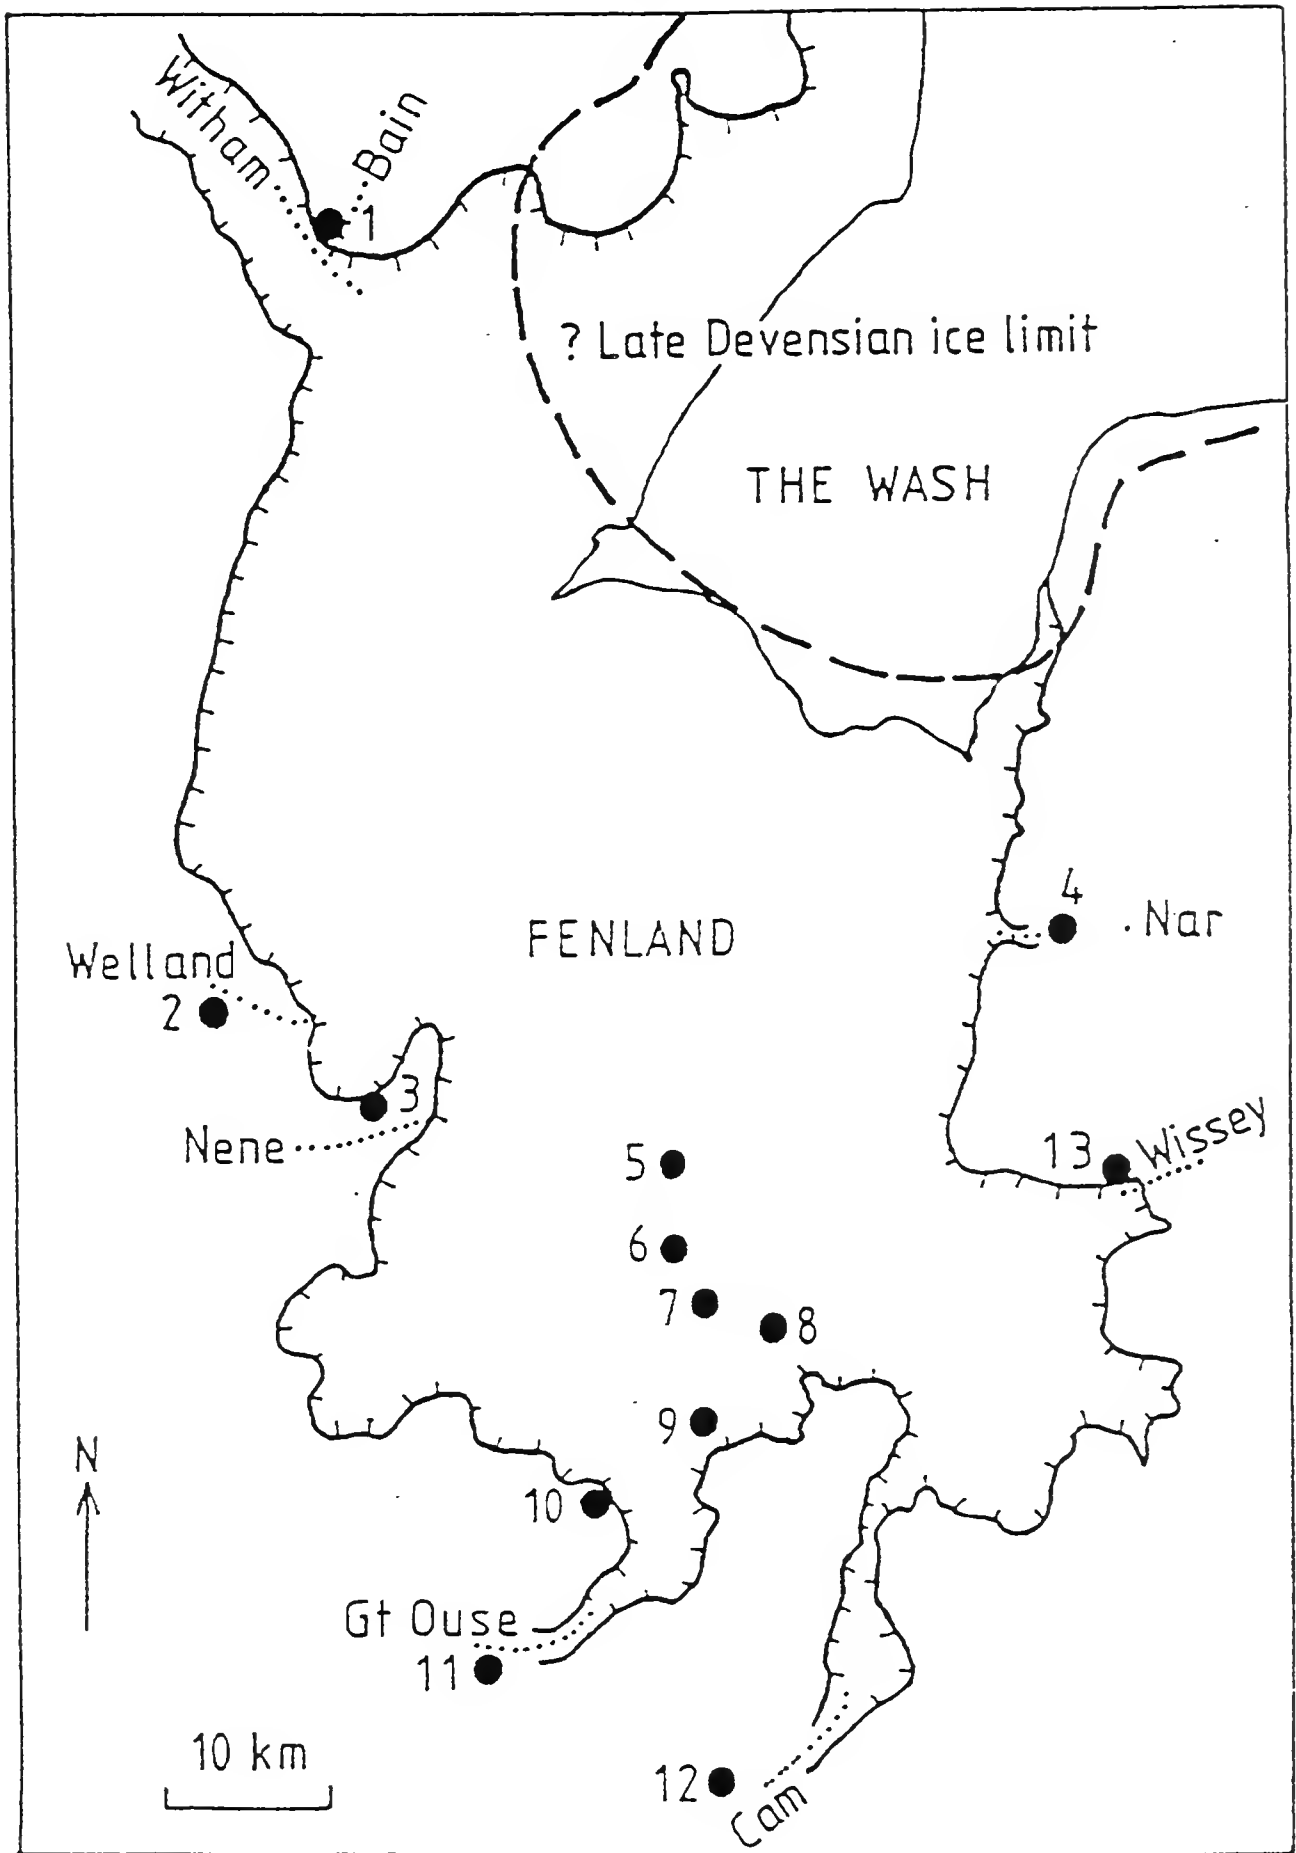 Witham
Bain
1
? Late Devensian ice limit
THE WASH
4
Nar
FENLAND
Welland
2
3
Nene
5
13
Wissey
6
7
8
9
N
10
Gt Ouse
11
10 km
12
Cam